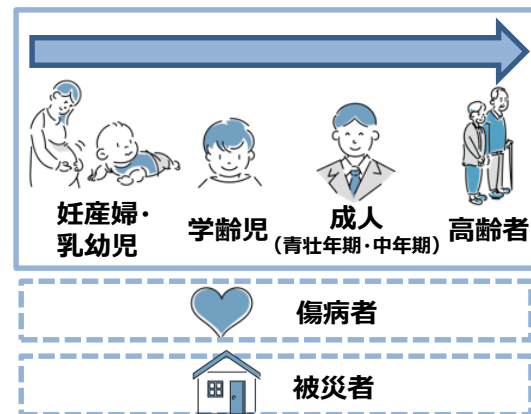 妊産婦・
乳幼児
学齢児
成人
（青壮年期・中年期）
高齢者
傷病者
被災者